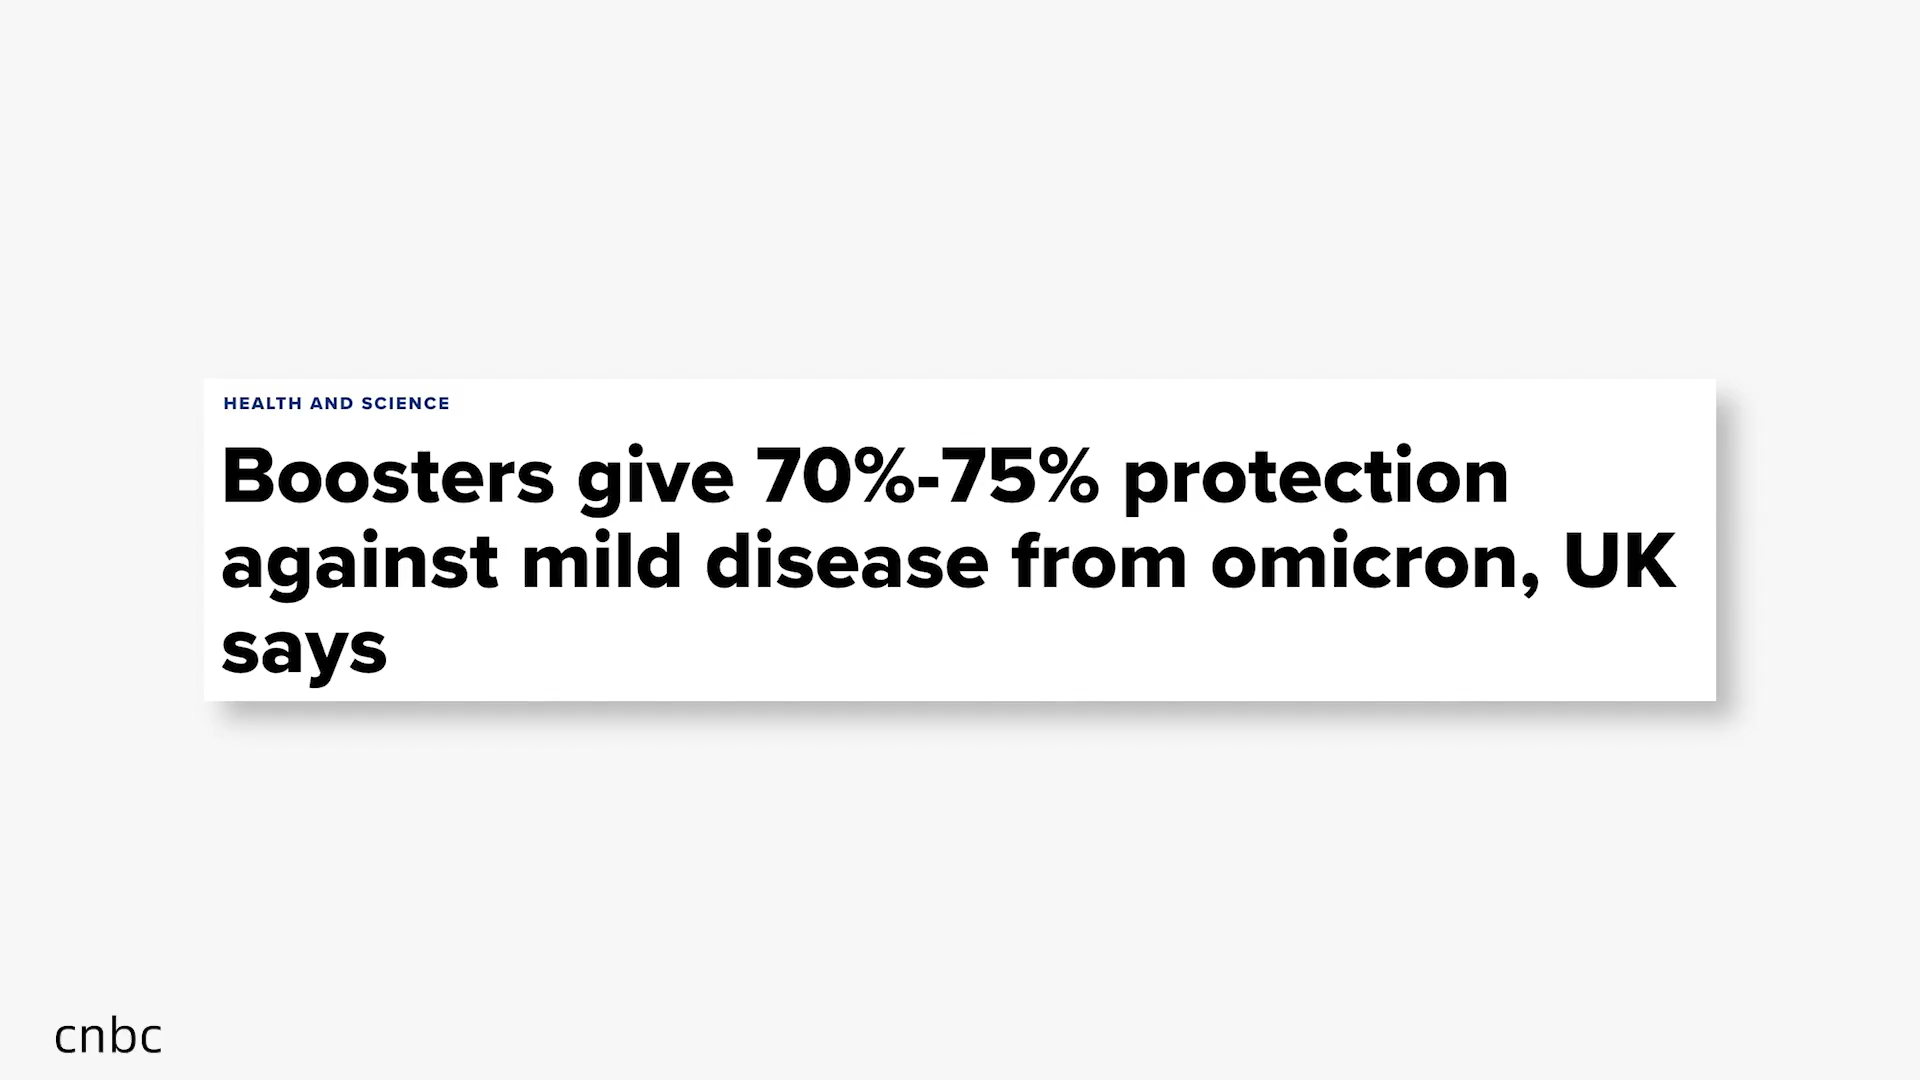 HEALTH AND SCIENCE
Boosters give 70%-75% protection
against mild disease from omicron, UK
says
cnbc